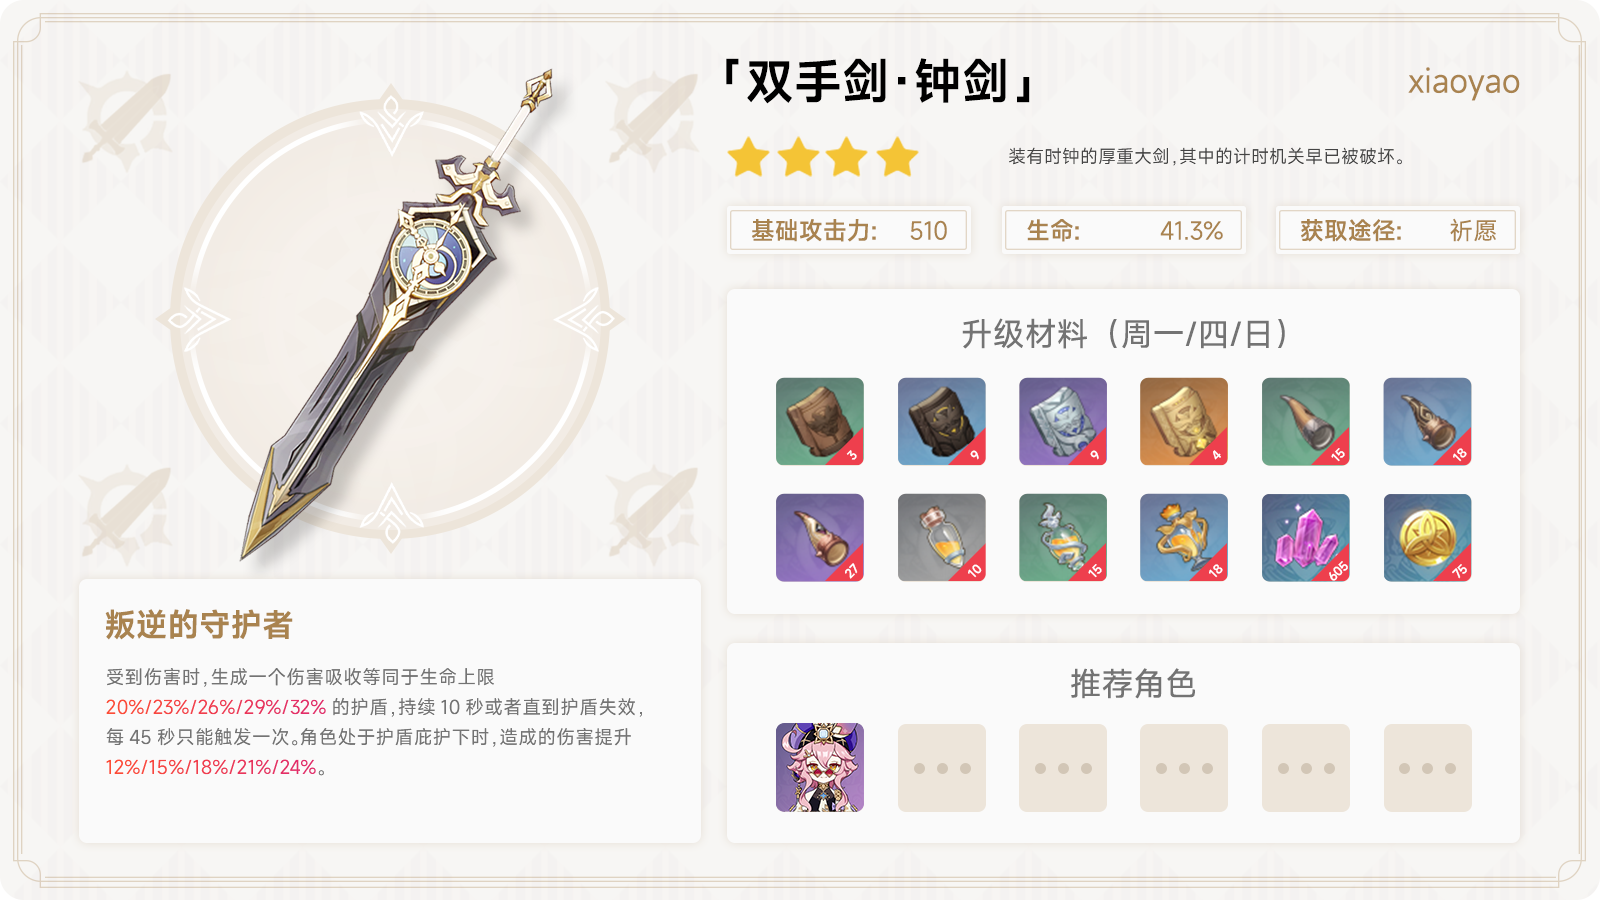 「双手剑·钟剑」
xiaoyao
装有时钟的厚重大剑,其中的计时机关早已被破坏。
基础攻击力: 510
生命: 41.3%
获取途径: 祈愿
升级材料（周一/四/日）
3 9 9 4 15 18
27 10 15 18 605 75
叛逆的守护者
受到伤害时,生成一个伤害吸收等同于生命上限
20%/23%/26%/29%/32% 的护盾,持续 10 秒或者直到护盾失效,
每 45 秒只能触发一次。角色处于护盾庇护下时,造成的伤害提升
12%/15%/18%/21%/24%。
推荐角色